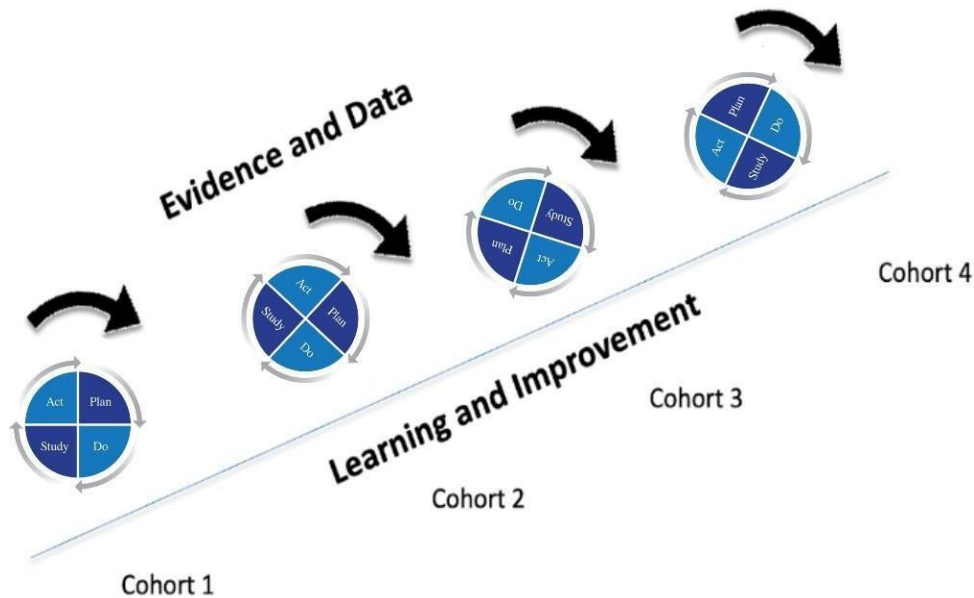 Evidence and Data
Act
Plan
Study
Do
Act
Study
Plan
Do
Do
Study
Plan
Act
Plan
Do
Act
Study
Learning and Improvement
Cohort 1
Cohort 2
Cohort 3
Cohort 4